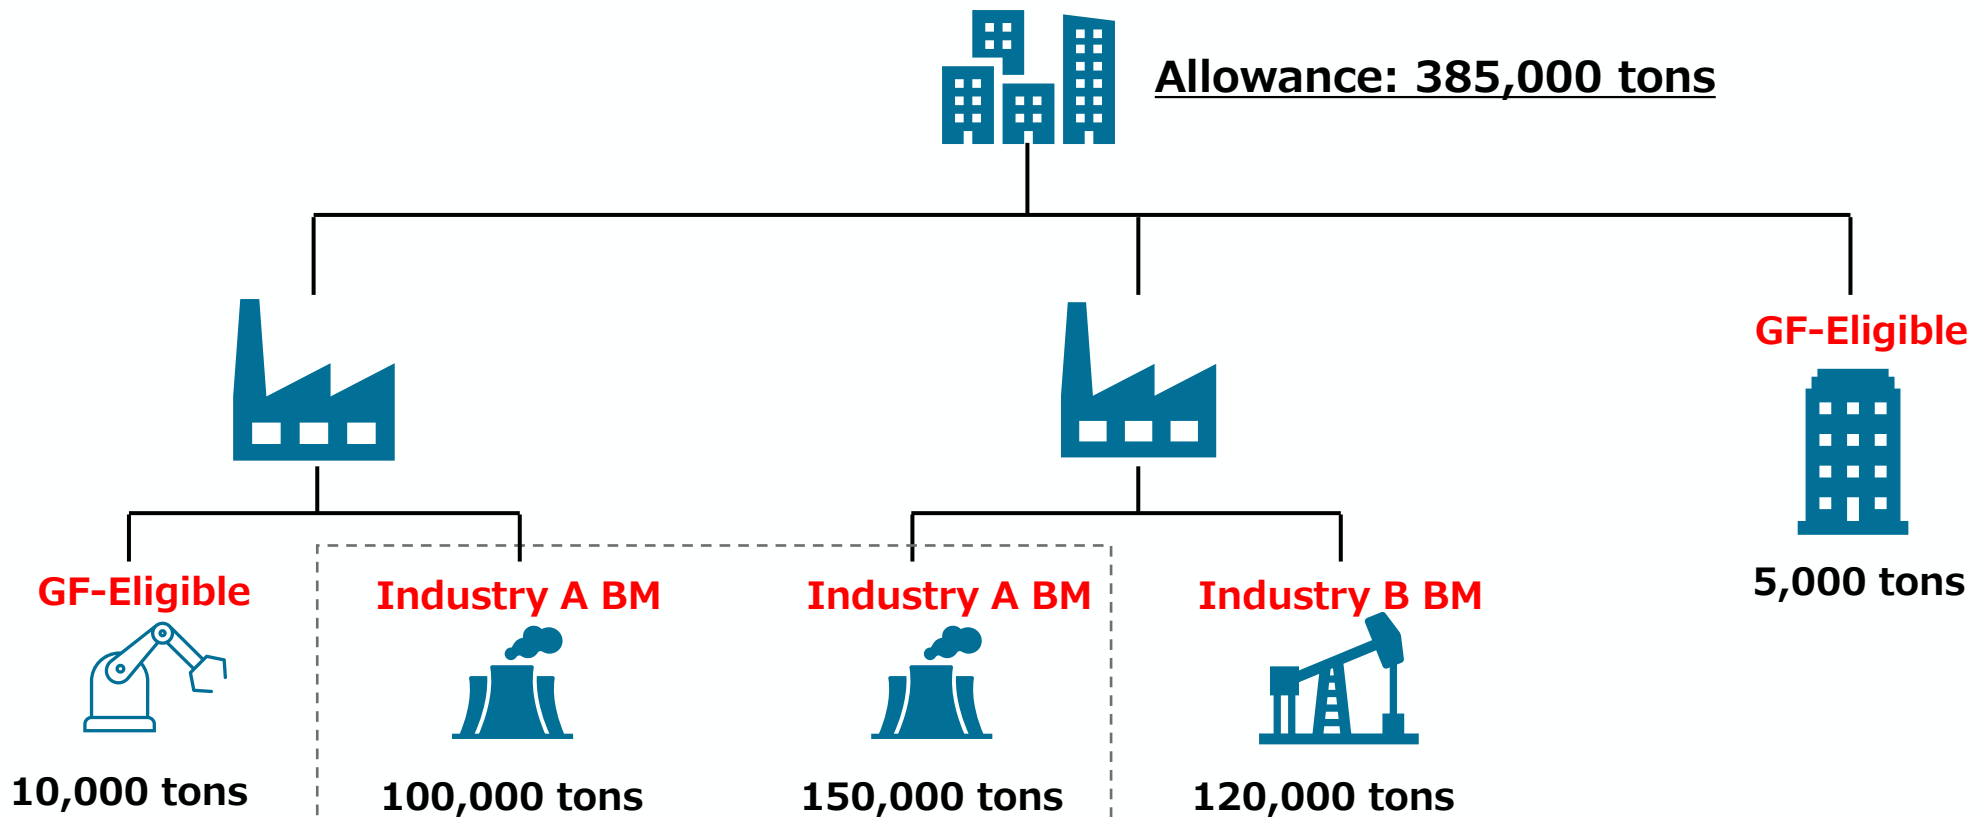 Allowance: 385,000 tons
GF-Eligible
5,000 tons
GF-Eligible
10,000 tons
Industry A BM
100,000 tons
Industry A BM
150,000 tons
Industry B BM
120,000 tons